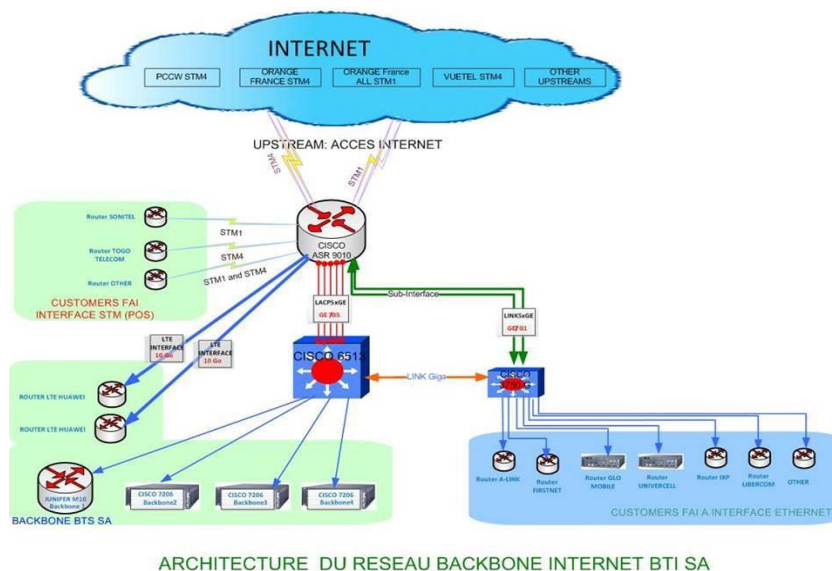 INTERNET
PCCW STM4
ORANGE
FRANCE STM4
ORANGE France
ALL STM1
VUETEL STM4
OTHER
UPSTREAMS
UPSTREAM: ACCES INTERNET
STM4
STM1
Router SONITEL
STM1
Router TOGO
TELECOM
STM4
Router OTHER
STM1 and STM4
CUSTOMERS FAI
INTERFACE STM (POS)
CISCO
ASR 9010
LACP5xGE
Sub-Interface
LINK5xGE
LTE
INTERFACE
10 Go
LTE
INTERFACE
10 Go
CISCO 6513
LINK Giga
CISCO
ROUTER LTE HUAWEI
ROUTER LTE HUAWEI
JUNIPER M10
Backbone 1
CISCO 7206
Backbone2
CISCO 7206
Backbone3
CISCO 7206
Backbone4
BACKBONE BTS SA
Router A-LINK
Router
FIRSTNET
Router GLO
MOBILE
Router
UNIVERCELL
Router IXP
Router
UBERCOM
OTHER
CUSTOMERS FAI A INTERFACE ETHERNET
ARCHITECTURE DU RESEAU BACKBONE INTERNET BTI SA